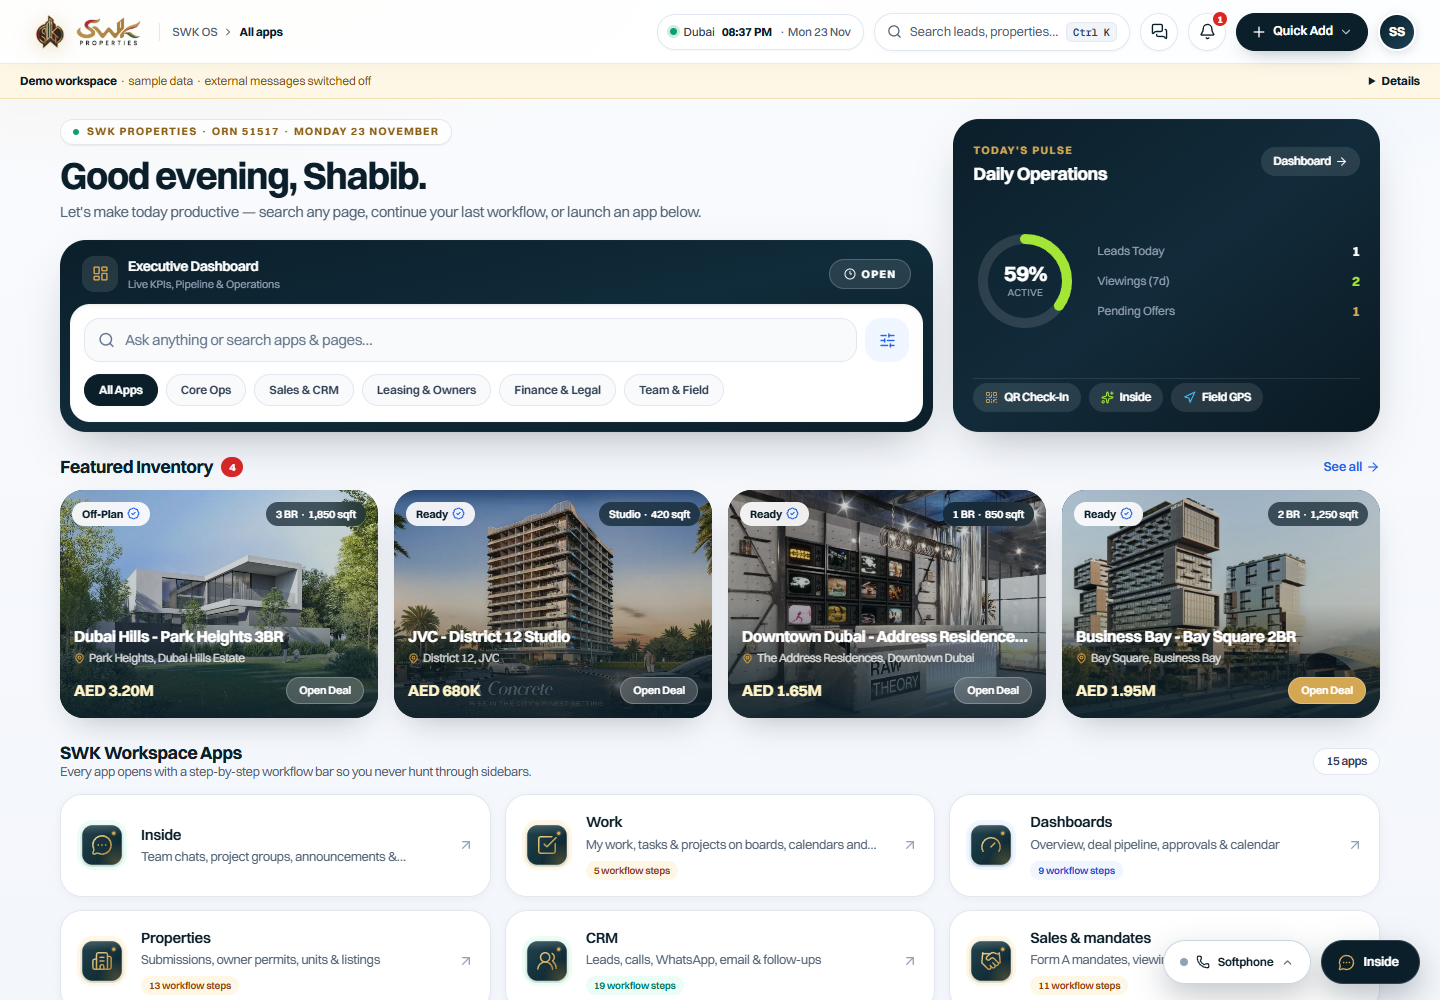 SWK
PROPERTIES
SWK OS > All apps
Dubai 08:37 PM · Mon 23 Nov
Search leads, properties... Ctrl K
1
Quick Add
SS
Demo workspace · sample data · external messages switched off
Details
SWK PROPERTIES · ORN 51517 · MONDAY 23 NOVEMBER
Good evening, Shabib.
Let's make today productive — search any page, continue your last workflow, or launch an app below.
Executive Dashboard
Live KPIs, Pipeline & Operations
OPEN
Ask anything or search apps & pages...
All Apps
Core Ops
Sales & CRM
Leasing & Owners
Finance & Legal
Team & Field
TODAY'S PULSE
Daily Operations
Dashboard
59%
ACTIVE
Leads Today 1
Viewings (7d) 2
Pending Offers 1
QR Check-In
Inside
Field GPS
Featured Inventory 4
See all
Off-Plan
3 BR · 1,850 sqft
Dubai Hills - Park Heights 3BR
Park Heights, Dubai Hills Estate
AED 3.20M
Open Deal
Ready
Studio · 420 sqft
JVC - District 12 Studio
District 12, JVC
AED 680K
Concrete
Open Deal
Ready
1 BR · 850 sqft
Downtown Dubai - Address Residence...
The Address Residences, Downtown Dubai
RAW
THEORY
AED 1.65M
Open Deal
Ready
2 BR · 1,250 sqft
Business Bay - Bay Square 2BR
Bay Square, Business Bay
AED 1.95M
Open Deal
SWK Workspace Apps
Every app opens with a step-by-step workflow bar so you never hunt through sidebars.
15 apps
Inside
Team chats, project groups, announcements &...
Work
My work, tasks & projects on boards, calendars and...
5 workflow steps
Dashboards
Overview, deal pipeline, approvals & calendar
9 workflow steps
Properties
Submissions, owner permits, units & listings
13 workflow steps
CRM
Leads, calls, WhatsApp, email & follow-ups
19 workflow steps
Sales & mandates
Form A mandates,
11 workflow steps
Softphone
Inside